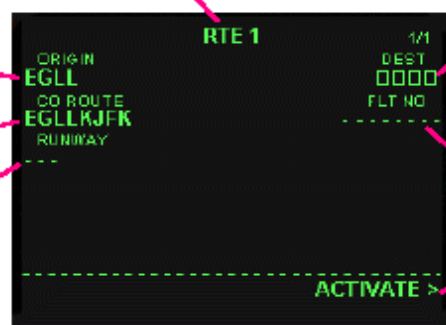 RTE 1 1/1
ORIGIN DEST
EGLL □□□□
CO ROUTE FLT NO
EGLLKJFK --------
RUNWAY
---
ACTIVATE >